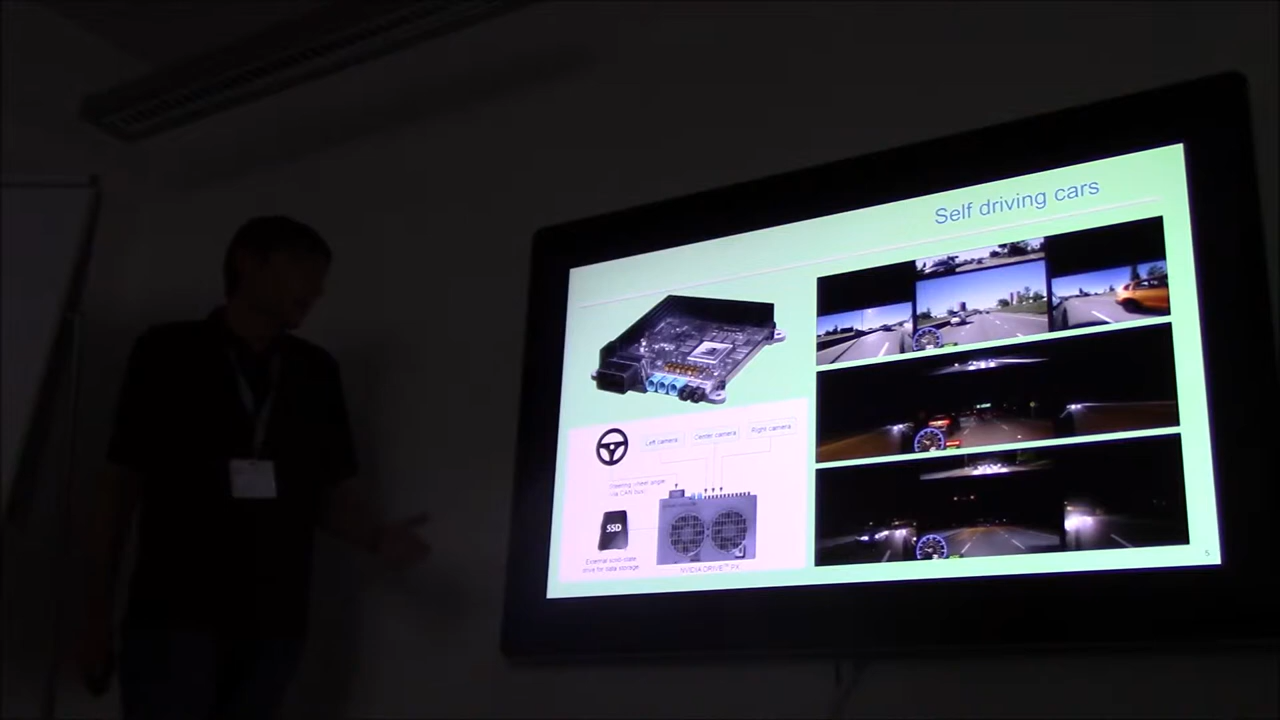 Self driving cars
Left camera
Center camera
Right camera
Steering wheel angle
via CAN bus
SSD
External solid-state
drive for data storage
NVIDIA DRIVE™ PX
5